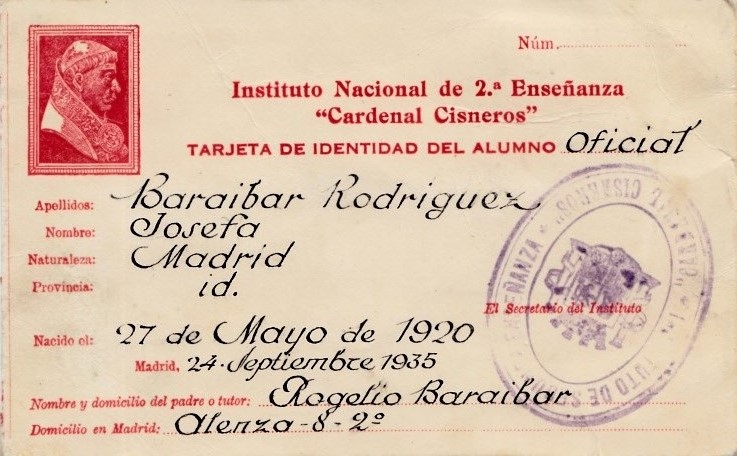 Núm.
Instituto Nacional de 2.ª Enseñanza
"Cardenal Cisneros"
TARJETA DE IDENTIDAD DEL ALUMNO Oficial
Apellidos: Baraibar Rodriguez
Nombre: Josefa
Naturaleza: Madrid
Provincia: id.
El Secretario del Instituto
Nacido el: 27 de Mayo de 1920
Madrid, 24 Septiembre 1935
Nombre y domicilio del padre o tutor: Rogelio Baraibar
Domicilio en Madrid: Alenza-8-2º
CARDENAL CISNEROS